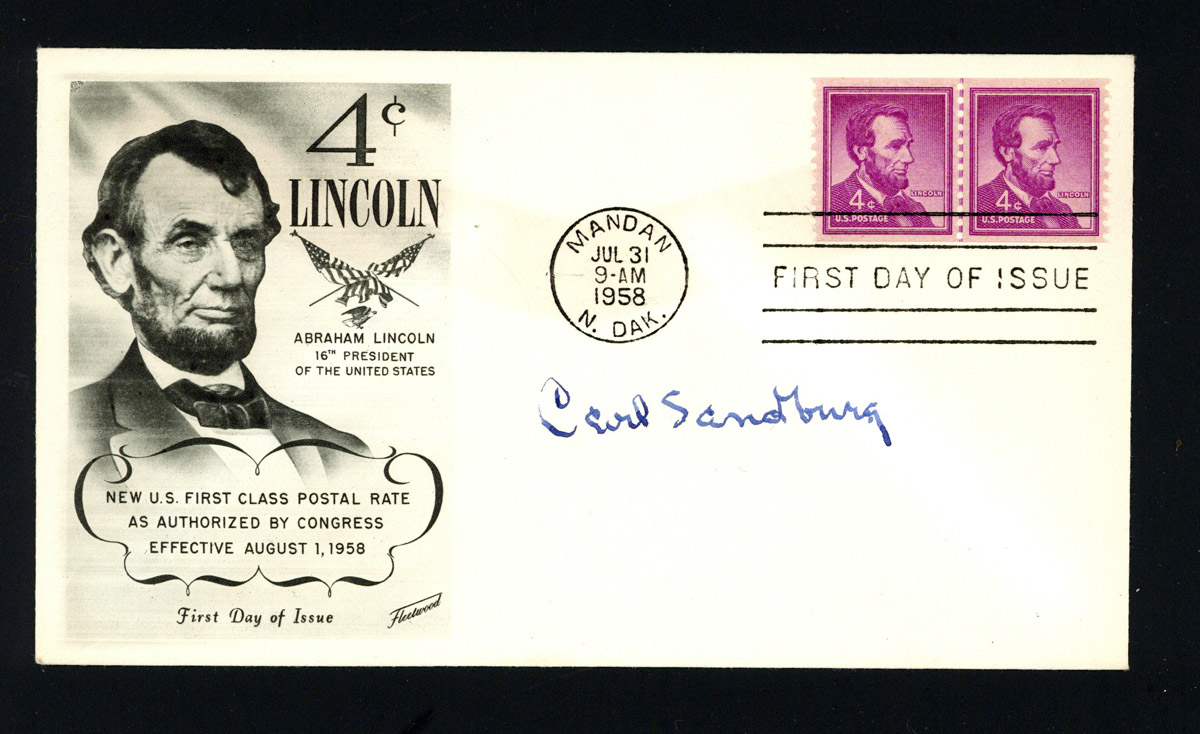 4¢
LINCOLN
ABRAHAM LINCOLN
16TH PRESIDENT
OF THE UNITED STATES
NEW U.S. FIRST CLASS POSTAL RATE
AS AUTHORIZED BY CONGRESS
EFFECTIVE AUGUST 1, 1958
First Day of Issue
Fleetwood
MANDAN
JUL 31
9-AM
1958
N. DAK.
LINCOLN
4¢
U.S. POSTAGE
LINCOLN
4¢
U.S. POSTAGE
FIRST DAY OF ISSUE
Carl Sandburg